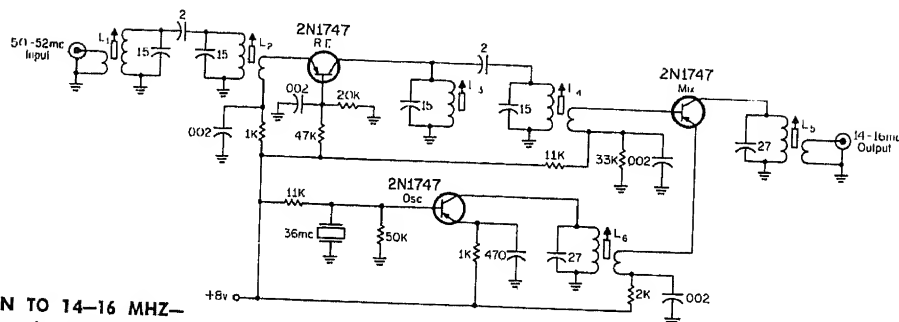 2
50-52mc
Input
L1
15
15
L2
2N1747
R.F.
002
20K
002
1K
47K
2
15
L3
15
L4
2N1747
Mix
27
L5
14-16mc
Output
11K
33K
002
11K
2N1747
Osc
36mc
50K
1K
470
27
L6
2K
002
+8v
N TO 14–16 MHZ–